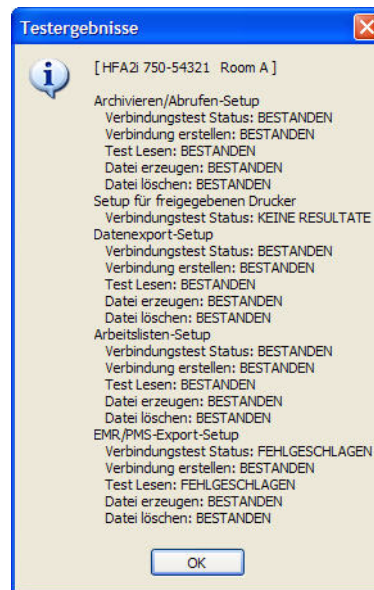 Testergebnisse
[ HFA2i 750-54321 Room A ]
Archivieren/Abrufen-Setup
Verbindungstest Status: BESTANDEN
Verbindung erstellen: BESTANDEN
Test Lesen: BESTANDEN
Datei erzeugen: BESTANDEN
Datei löschen: BESTANDEN
Setup für freigegebenen Drucker
Verbindungstest Status: KEINE RESULTATE
Datenexport-Setup
Verbindungstest Status: BESTANDEN
Verbindung erstellen: BESTANDEN
Test Lesen: BESTANDEN
Datei erzeugen: BESTANDEN
Datei löschen: BESTANDEN
Arbeitslisten-Setup
Verbindungstest Status: BESTANDEN
Verbindung erstellen: BESTANDEN
Test Lesen: BESTANDEN
Datei erzeugen: BESTANDEN
Datei löschen: BESTANDEN
EMR/PMS-Export-Setup
Verbindungstest Status: FEHLGESCHLAGEN
Verbindung erstellen: BESTANDEN
Test Lesen: FEHLGESCHLAGEN
Datei erzeugen: BESTANDEN
Datei löschen: BESTANDEN
OK